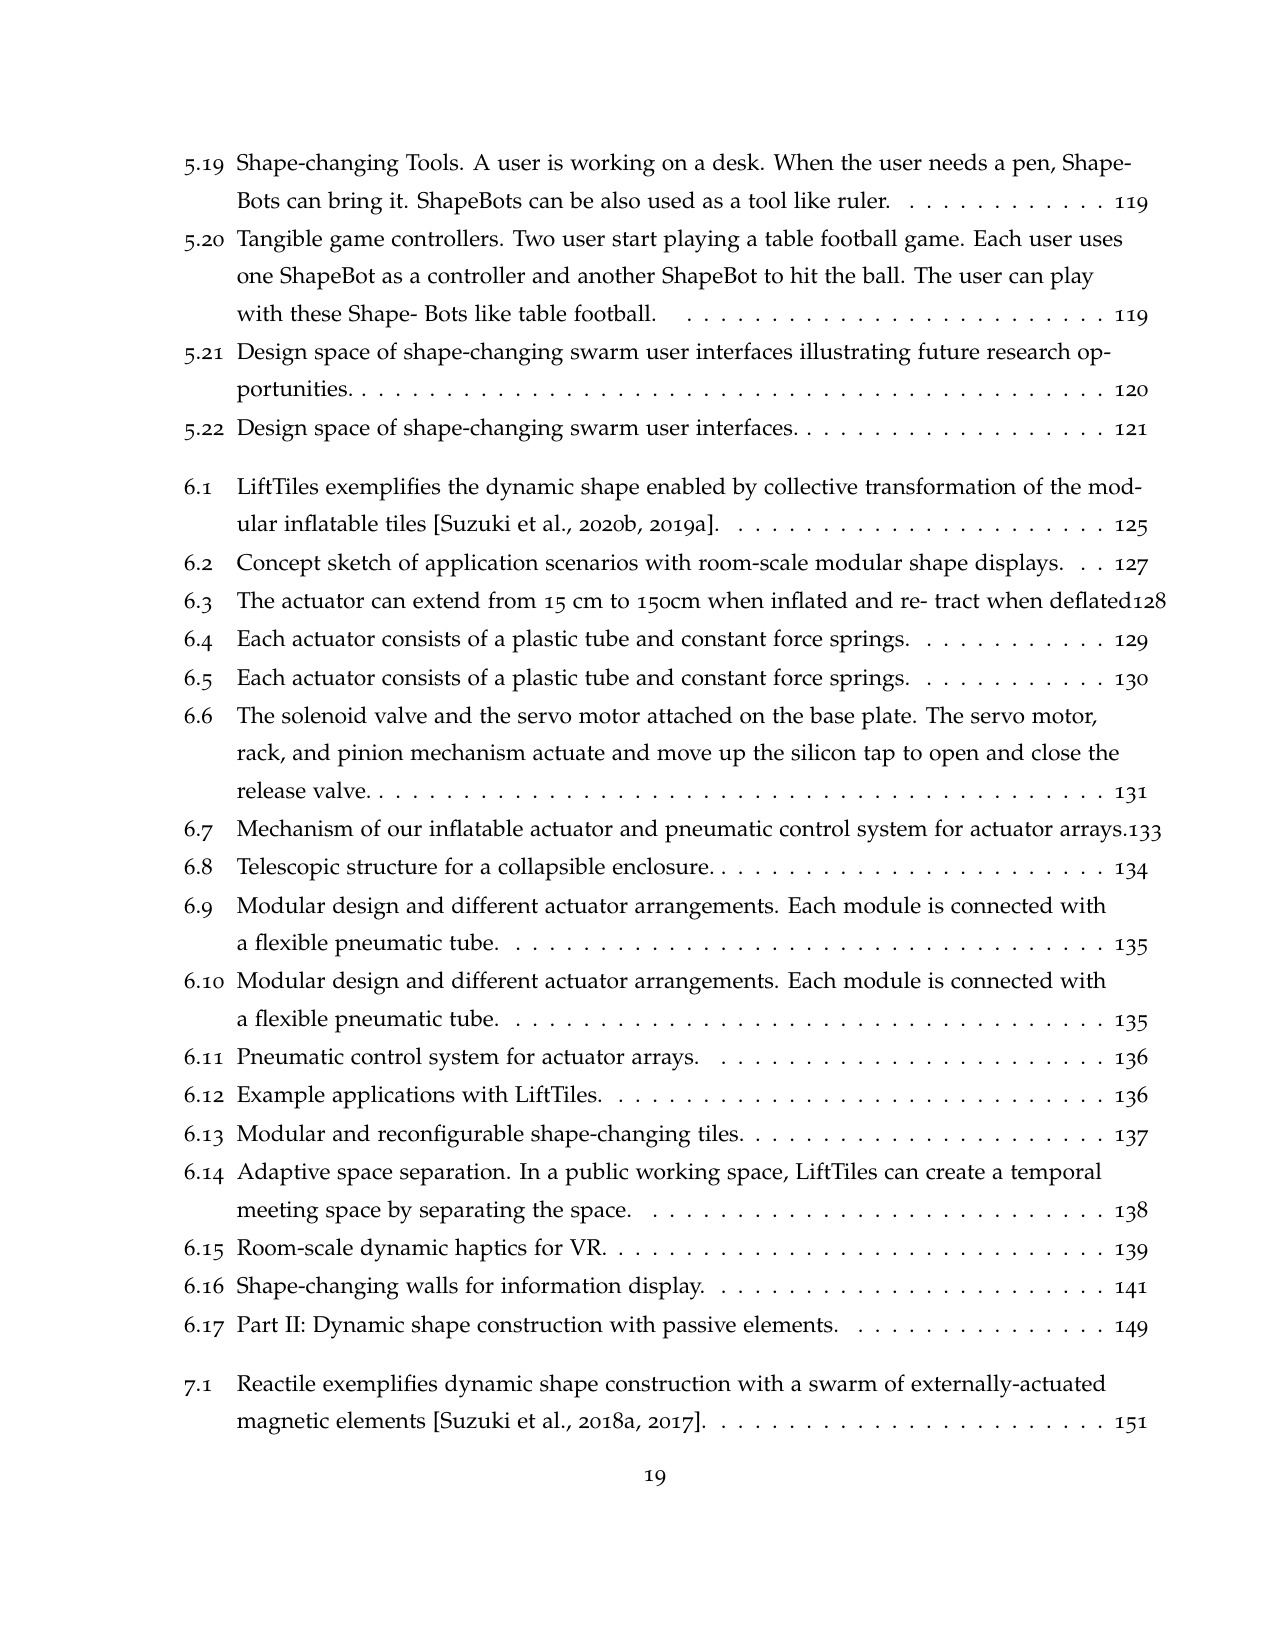 5.19 Shape-changing Tools. A user is working on a desk. When the user needs a pen, Shape-
Bots can bring it. ShapeBots can be also used as a tool like ruler. . . . . . . . . . . . . 119
5.20 Tangible game controllers. Two user start playing a table football game. Each user uses
one ShapeBot as a controller and another ShapeBot to hit the ball. The user can play
with these Shape- Bots like table football. . . . . . . . . . . . . . . . . . . . . . . . . . 119
5.21 Design space of shape-changing swarm user interfaces illustrating future research op-
portunities. . . . . . . . . . . . . . . . . . . . . . . . . . . . . . . . . . . . . . . . . . . . . 120
5.22 Design space of shape-changing swarm user interfaces. . . . . . . . . . . . . . . . . . . 121
6.1 LiftTiles exemplifies the dynamic shape enabled by collective transformation of the mod-
ular inflatable tiles [Suzuki et al., 2020b, 2019a]. . . . . . . . . . . . . . . . . . . . . . . 125
6.2 Concept sketch of application scenarios with room-scale modular shape displays. . . 127
6.3 The actuator can extend from 15 cm to 150cm when inflated and re- tract when deflated128
6.4 Each actuator consists of a plastic tube and constant force springs. . . . . . . . . . . . 129
6.5 Each actuator consists of a plastic tube and constant force springs. . . . . . . . . . . . 130
6.6 The solenoid valve and the servo motor attached on the base plate. The servo motor,
rack, and pinion mechanism actuate and move up the silicon tap to open and close the
release valve. . . . . . . . . . . . . . . . . . . . . . . . . . . . . . . . . . . . . . . . . . . . 131
6.7 Mechanism of our inflatable actuator and pneumatic control system for actuator arrays.133
6.8 Telescopic structure for a collapsible enclosure. . . . . . . . . . . . . . . . . . . . . . . . 134
6.9 Modular design and different actuator arrangements. Each module is connected with
a flexible pneumatic tube. . . . . . . . . . . . . . . . . . . . . . . . . . . . . . . . . . . . 135
6.10 Modular design and different actuator arrangements. Each module is connected with
a flexible pneumatic tube. . . . . . . . . . . . . . . . . . . . . . . . . . . . . . . . . . . . 135
6.11 Pneumatic control system for actuator arrays. . . . . . . . . . . . . . . . . . . . . . . . 136
6.12 Example applications with LiftTiles. . . . . . . . . . . . . . . . . . . . . . . . . . . . . . 136
6.13 Modular and reconfigurable shape-changing tiles. . . . . . . . . . . . . . . . . . . . . . 137
6.14 Adaptive space separation. In a public working space, LiftTiles can create a temporal
meeting space by separating the space. . . . . . . . . . . . . . . . . . . . . . . . . . . . 138
6.15 Room-scale dynamic haptics for VR. . . . . . . . . . . . . . . . . . . . . . . . . . . . . . 139
6.16 Shape-changing walls for information display. . . . . . . . . . . . . . . . . . . . . . . . 141
6.17 Part II: Dynamic shape construction with passive elements. . . . . . . . . . . . . . . . 149
7.1 Reactile exemplifies dynamic shape construction with a swarm of externally-actuated
magnetic elements [Suzuki et al., 2018a, 2017]. . . . . . . . . . . . . . . . . . . . . . . . 151
19